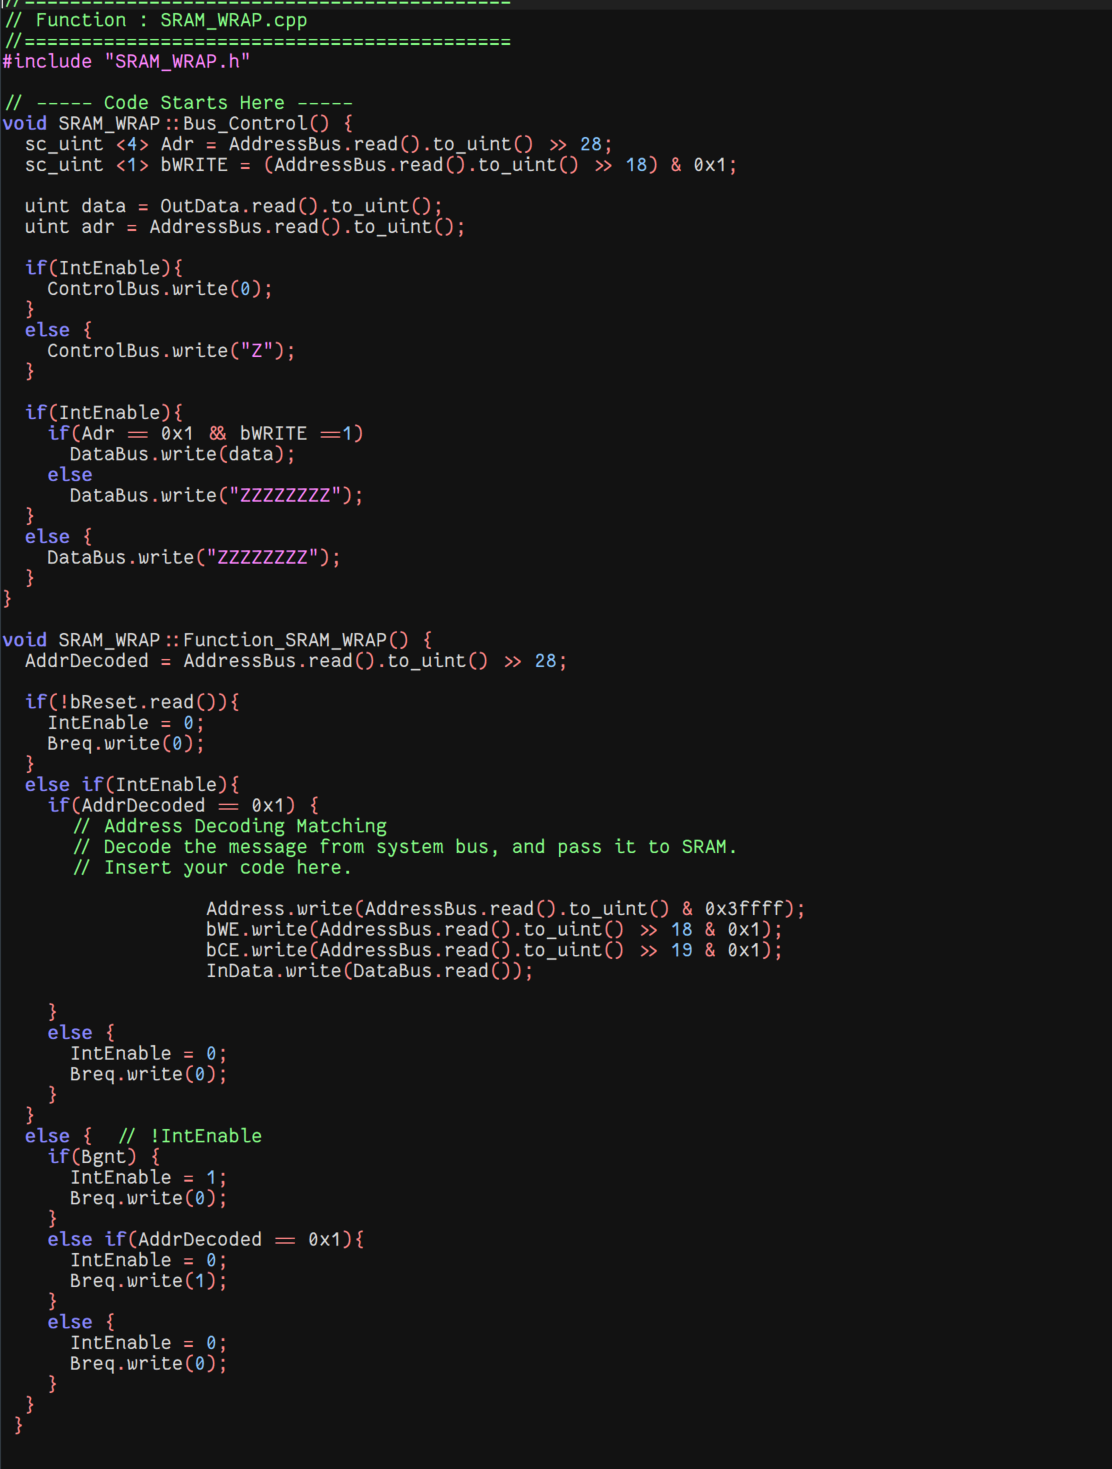 //===========================================
// Function : SRAM_WRAP.cpp
//===========================================
#include "SRAM_WRAP.h"

// ----- Code Starts Here -----
void SRAM_WRAP::Bus_Control() {
  sc_uint <4> Adr = AddressBus.read().to_uint() >> 28;
  sc_uint <1> bWRITE = (AddressBus.read().to_uint() >> 18) & 0x1;

  uint data = OutData.read().to_uint();
  uint adr = AddressBus.read().to_uint();

  if(IntEnable){
    ControlBus.write(0);
  }
  else {
    ControlBus.write("Z");
  }

  if(IntEnable){
    if(Adr == 0x1 && bWRITE ==1)
      DataBus.write(data);
    else
      DataBus.write("ZZZZZZZZ");
  }
  else {
    DataBus.write("ZZZZZZZZ");
  }
}

void SRAM_WRAP::Function_SRAM_WRAP() {
  AddrDecoded = AddressBus.read().to_uint() >> 28;

  if(!bReset.read()){
    IntEnable = 0;
    Breq.write(0);
  }
  else if(IntEnable){
    if(AddrDecoded == 0x1) {
      // Address Decoding Matching
      // Decode the message from system bus, and pass it to SRAM.
      // Insert your code here.

                  Address.write(AddressBus.read().to_uint() & 0x3ffff);
                  bWE.write(AddressBus.read().to_uint() >> 18 & 0x1);
                  bCE.write(AddressBus.read().to_uint() >> 19 & 0x1);
                  InData.write(DataBus.read());

    }
    else {
      IntEnable = 0;
      Breq.write(0);
    }
  }
  else {  // !IntEnable
    if(Bgnt) {
      IntEnable = 1;
      Breq.write(0);
    }
    else if(AddrDecoded == 0x1){
      IntEnable = 0;
      Breq.write(1);
    }
    else {
      IntEnable = 0;
      Breq.write(0);
    }
  }
 }